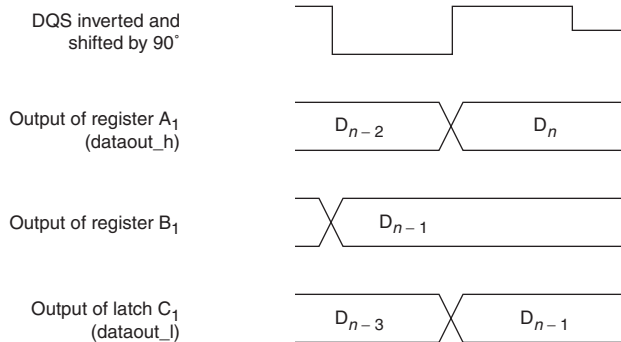 DQS inverted and
shifted by 90°
Output of register A1
(dataout_h)
Dn – 2
Dn
Output of register B1
Dn – 1
Output of latch C1
(dataout_l)
Dn – 3
Dn – 1